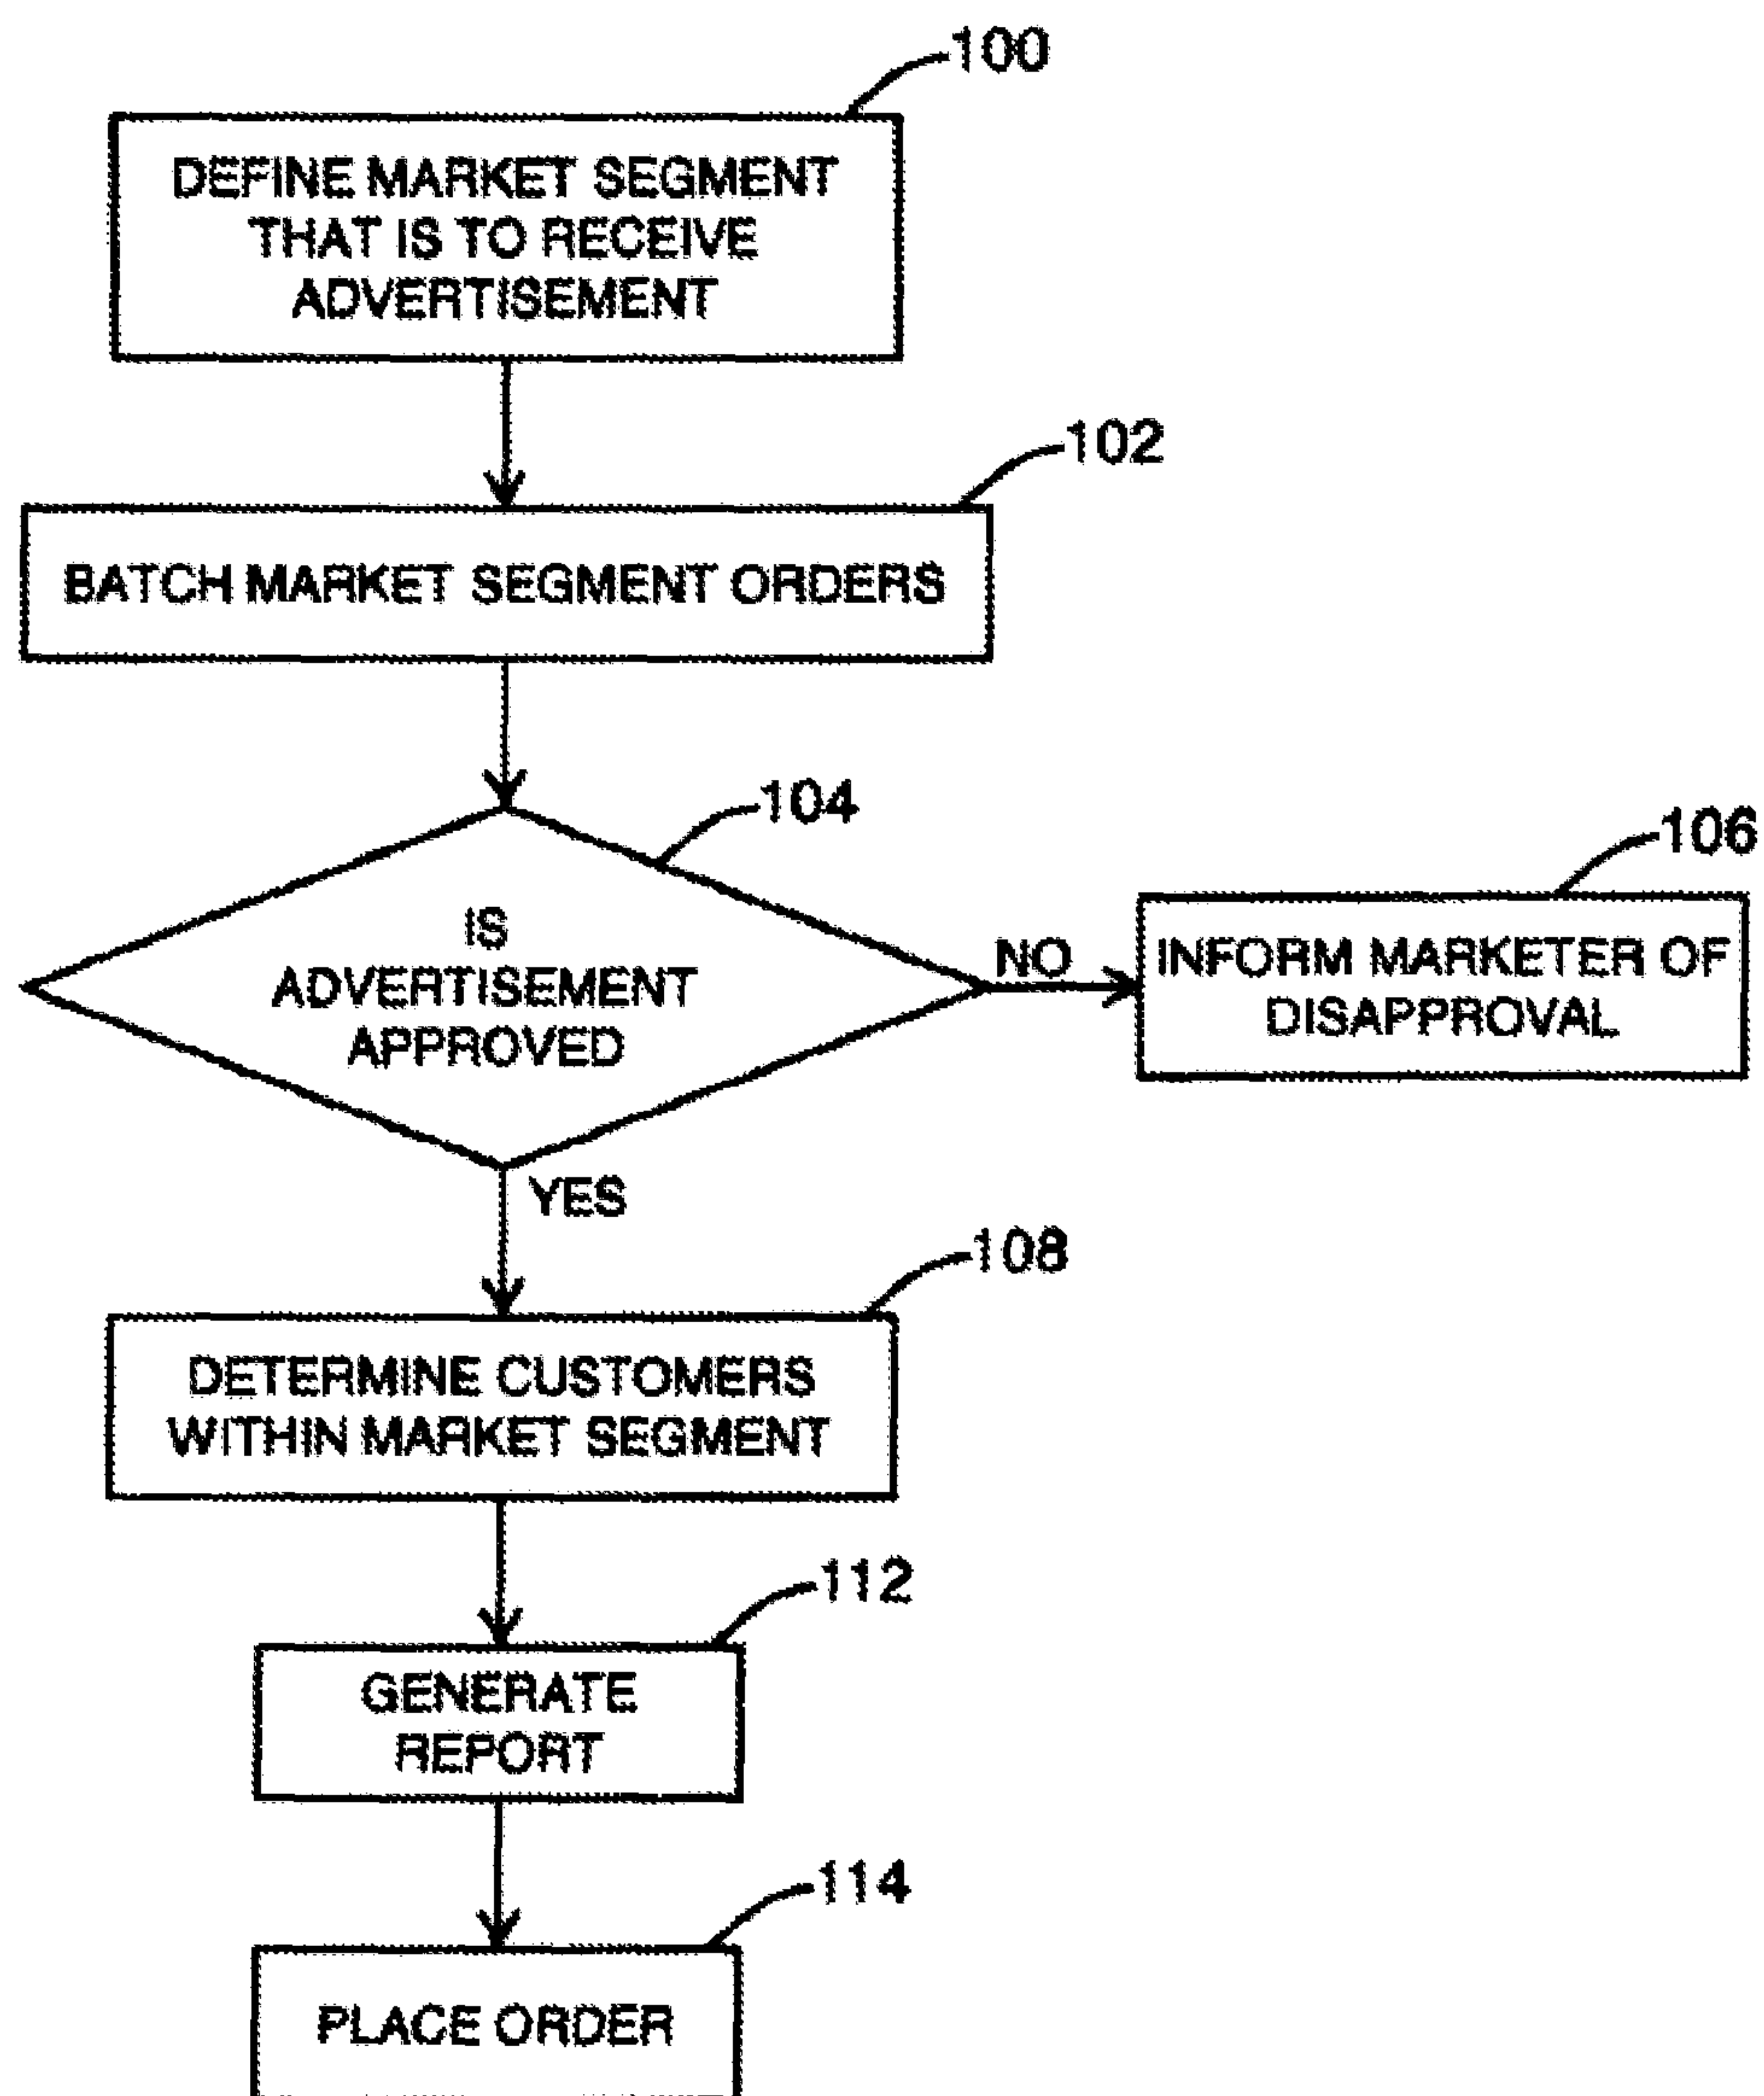 100
DEFINE MARKET SEGMENT
THAT IS TO RECEIVE
ADVERTISEMENT
102
BATCH MARKET SEGMENT ORDERS
104
IS
ADVERTISEMENT
APPROVED
NO
106
INFORM MARKETER OF
DISAPPROVAL
YES
108
DETERMINE CUSTOMERS
WITHIN MARKET SEGMENT
112
GENERATE
REPORT
114
PLACE ORDER